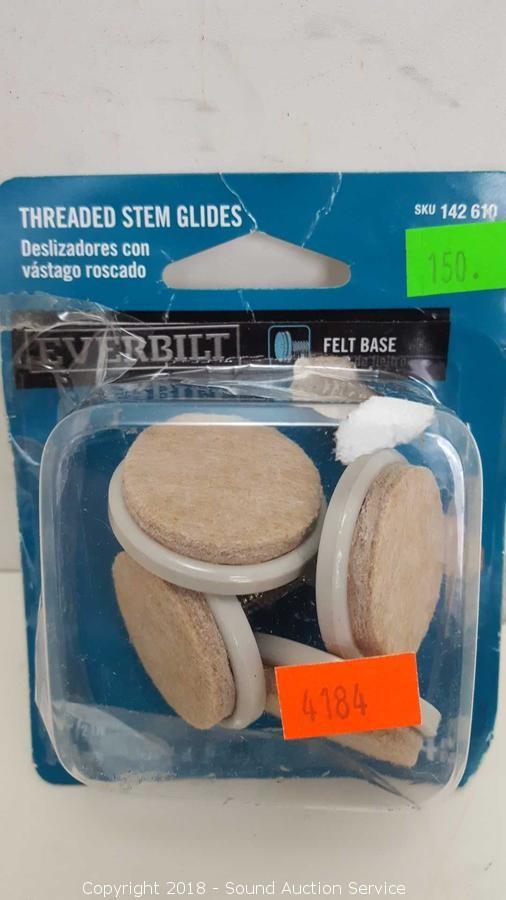 THREADED STEM GLIDES
SKU 142 610
Deslizadores con
vástago roscado
150.
EVERBILT
FELT BASE
4184
Copyright 2018 - Sound Auction Service